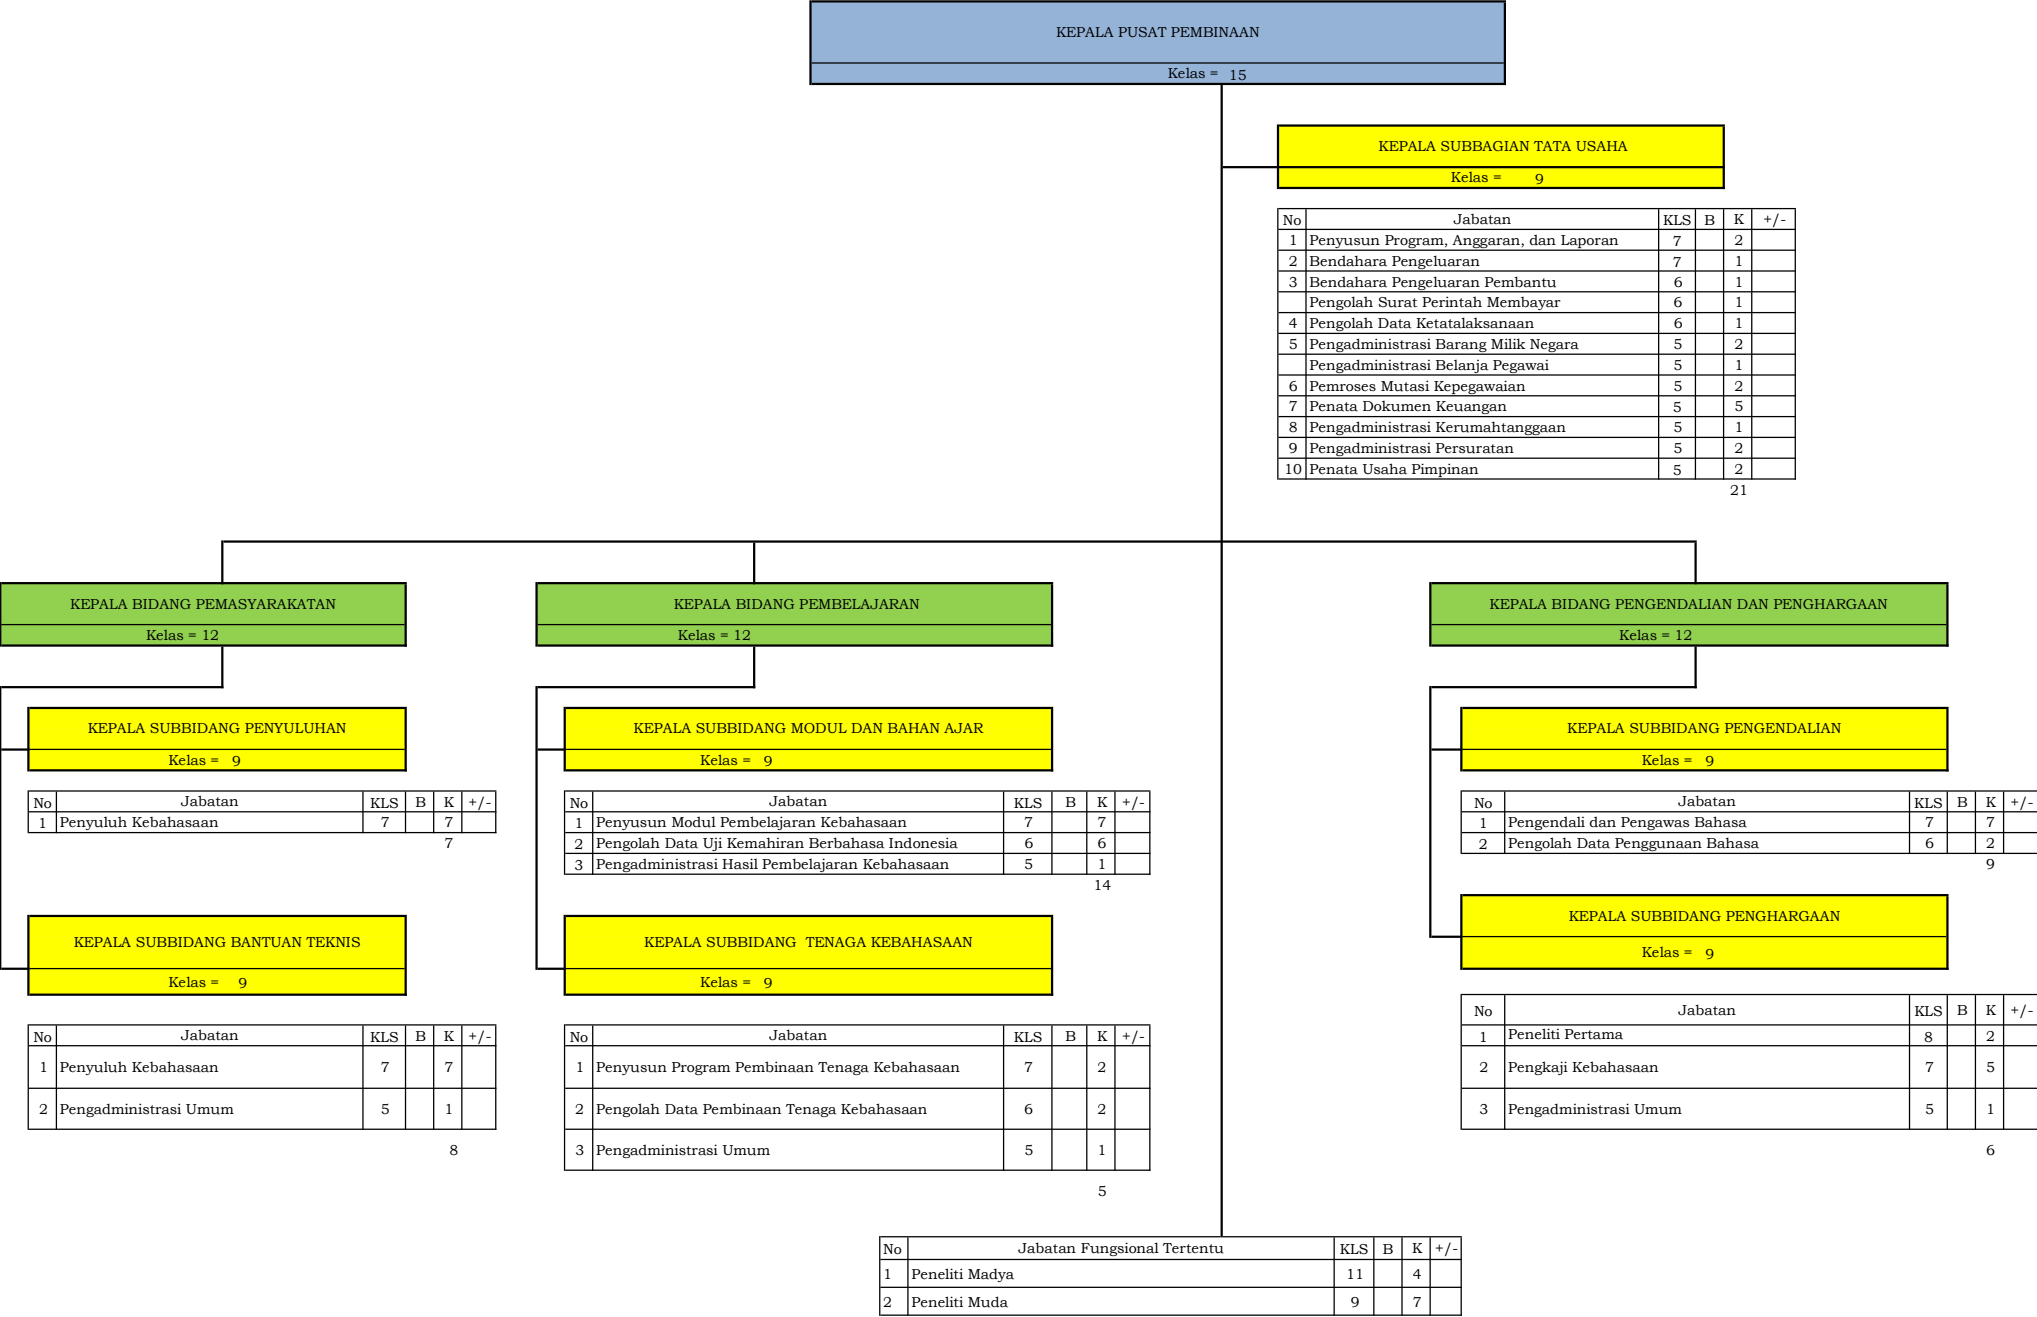 KEPALA PUSAT PEMBINAAN
Kelas = 15
KEPALA SUBBAGIAN TATA USAHA
Kelas = 9
No Jabatan KLS B K +/-
1 Penyusun Program, Anggaran, dan Laporan 7 2
2 Bendahara Pengeluaran 7 1
3 Bendahara Pengeluaran Pembantu 6 1
Pengolah Surat Perintah Membayar 6 1
4 Pengolah Data Ketatalaksanaan 6 1
5 Pengadministrasi Barang Milik Negara 5 2
Pengadministrasi Belanja Pegawai 5 1
6 Pemroses Mutasi Kepegawaian 5 2
7 Penata Dokumen Keuangan 5 5
8 Pengadministrasi Kerumahtanggaan 5 1
9 Pengadministrasi Persuratan 5 2
10 Penata Usaha Pimpinan 5 2
21
KEPALA BIDANG PEMASYARAKATAN
Kelas = 12
KEPALA SUBBIDANG PENYULUHAN
Kelas = 9
No Jabatan KLS B K +/-
1 Penyuluh Kebahasaan 7 7
7
KEPALA SUBBIDANG BANTUAN TEKNIS
Kelas = 9
No Jabatan KLS B K +/-
1 Penyuluh Kebahasaan 7 7
2 Pengadministrasi Umum 5 1
8
KEPALA BIDANG PEMBELAJARAN
Kelas = 12
KEPALA SUBBIDANG MODUL DAN BAHAN AJAR
Kelas = 9
No Jabatan KLS B K +/-
1 Penyusun Modul Pembelajaran Kebahasaan 7 7
2 Pengolah Data Uji Kemahiran Berbahasa Indonesia 6 6
3 Pengadministrasi Hasil Pembelajaran Kebahasaan 5 1
14
KEPALA SUBBIDANG TENAGA KEBAHASAAN
Kelas = 9
No Jabatan KLS B K +/-
1 Penyusun Program Pembinaan Tenaga Kebahasaan 7 2
2 Pengolah Data Pembinaan Tenaga Kebahasaan 6 2
3 Pengadministrasi Umum 5 1
5
KEPALA BIDANG PENGENDALIAN DAN PENGHARGAAN
Kelas = 12
KEPALA SUBBIDANG PENGENDALIAN
Kelas = 9
No Jabatan KLS B K +/-
1 Pengendali dan Pengawas Bahasa 7 7
2 Pengolah Data Penggunaan Bahasa 6 2
9
KEPALA SUBBIDANG PENGHARGAAN
Kelas = 9
No Jabatan KLS B K +/-
1 Peneliti Pertama 8 2
2 Pengkaji Kebahasaan 7 5
3 Pengadministrasi Umum 5 1
6
No Jabatan Fungsional Tertentu KLS B K +/-
1 Peneliti Madya 11 4
2 Peneliti Muda 9 7